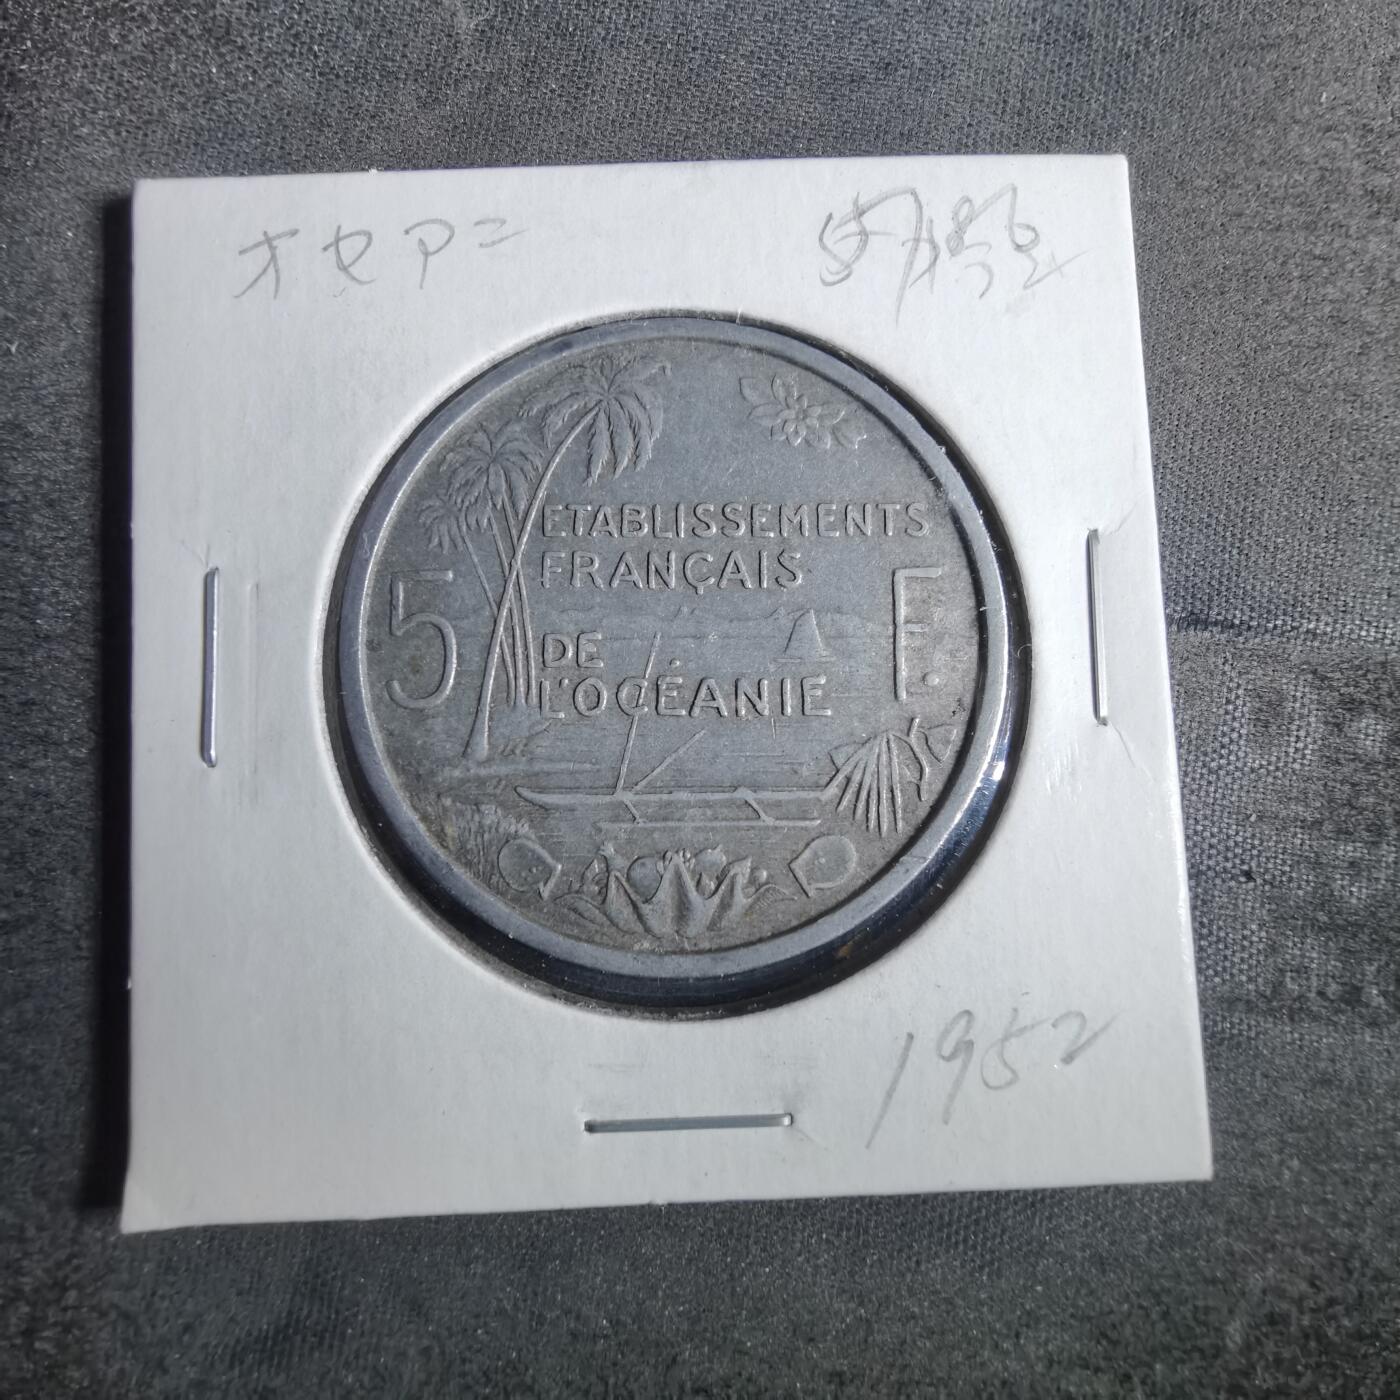 オセアニ
ETABLISSEMENTS
FRANÇAIS
5 F.
DE
L'OCÉANIE
1952